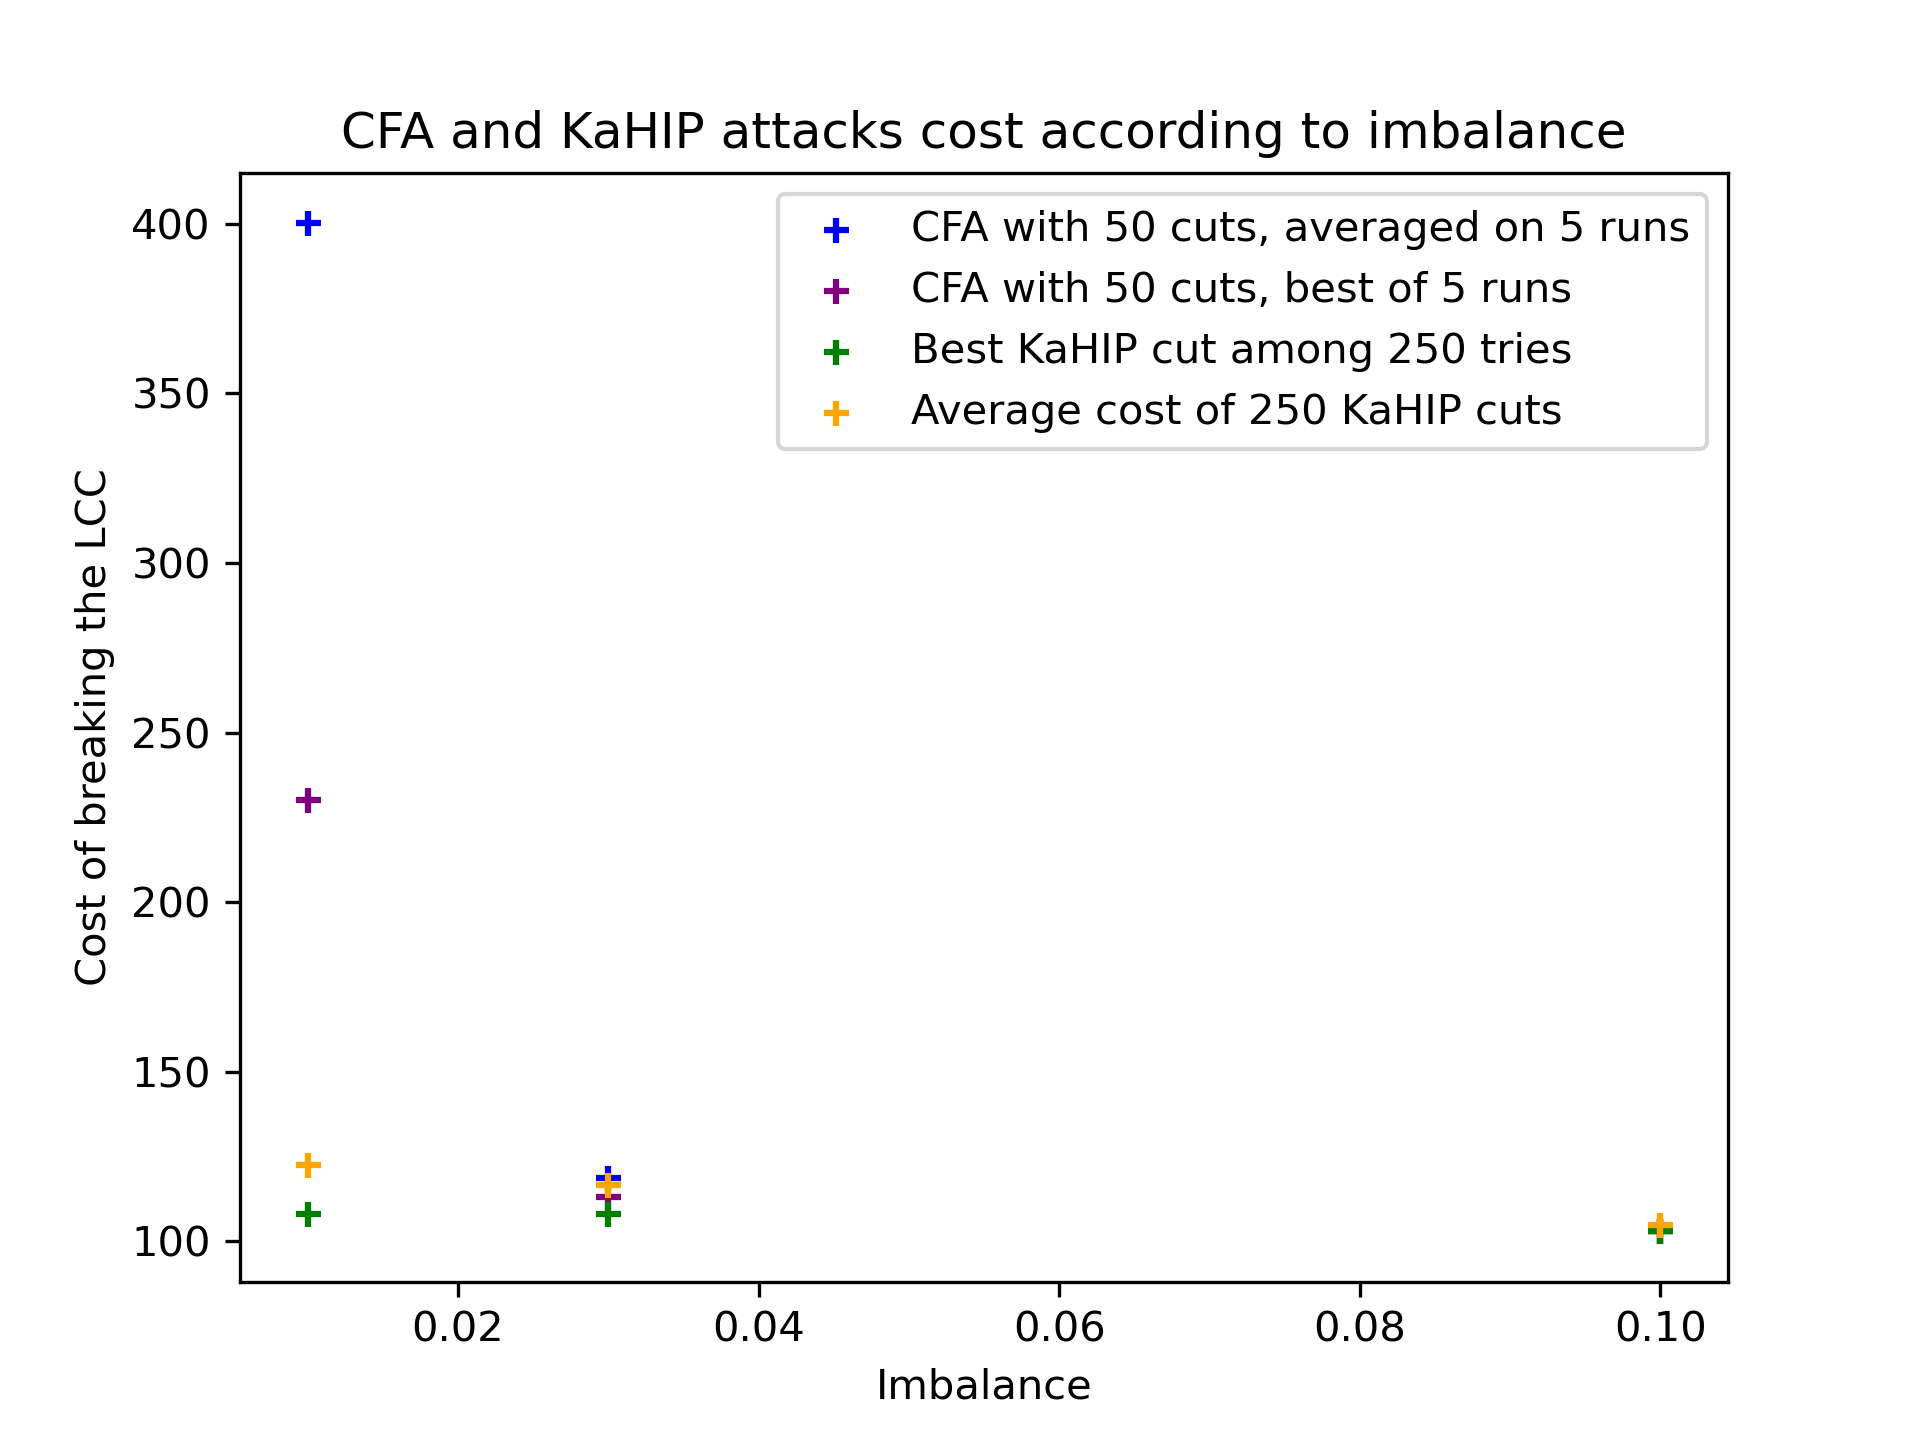 CFA and KaHIP attacks cost according to imbalance
CFA with 50 cuts, averaged on 5 runs
CFA with 50 cuts, best of 5 runs
Best KaHIP cut among 250 tries
Average cost of 250 KaHIP cuts
Cost of breaking the LCC
400
350
300
250
200
150
100
0.02 0.04 0.06 0.08 0.10
Imbalance